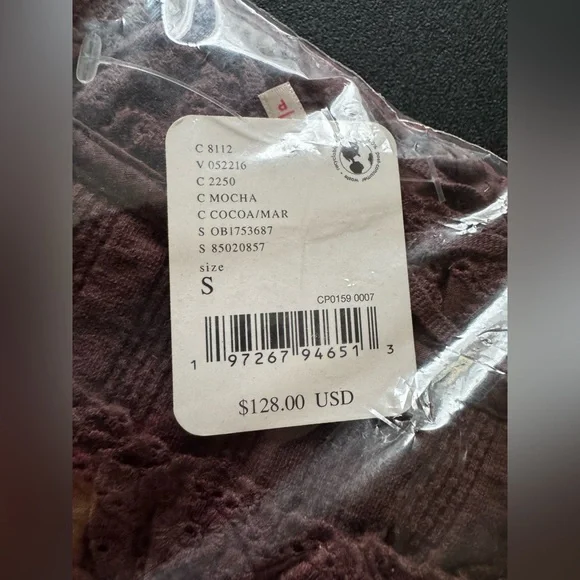 C 8112
V 052216
C 2250
C MOCHA
C COCOA/MAR
S OB1753687
S 85020857
size
S
CP0159 0007
1 97267 94651 3
$128.00 USD